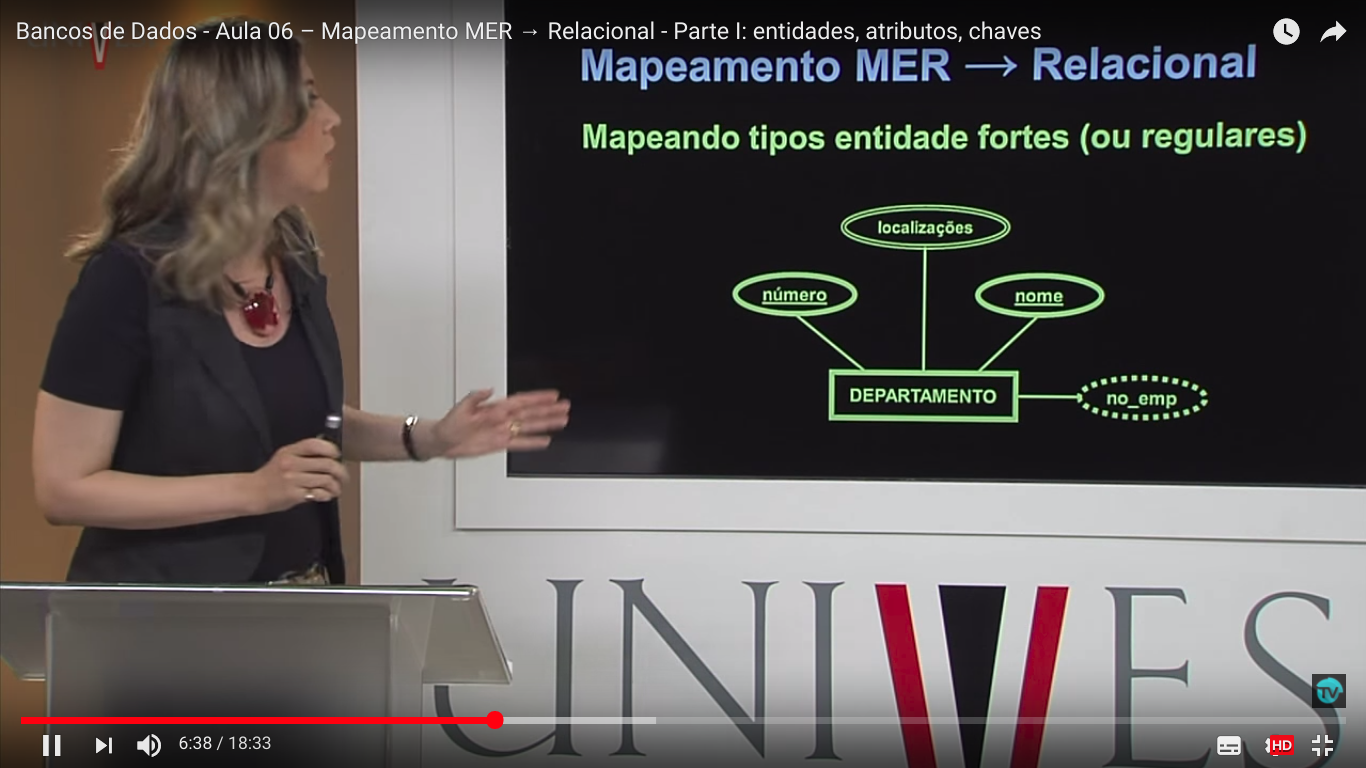 Bancos de Dados - Aula 06 – Mapeamento MER → Relacional - Parte I: entidades, atributos, chaves
Mapeamento MER → Relacional
Mapeando tipos entidade fortes (ou regulares)
localizações
número
nome
DEPARTAMENTO
no_emp
UNIVES
TV
6:38 / 18:33
HD